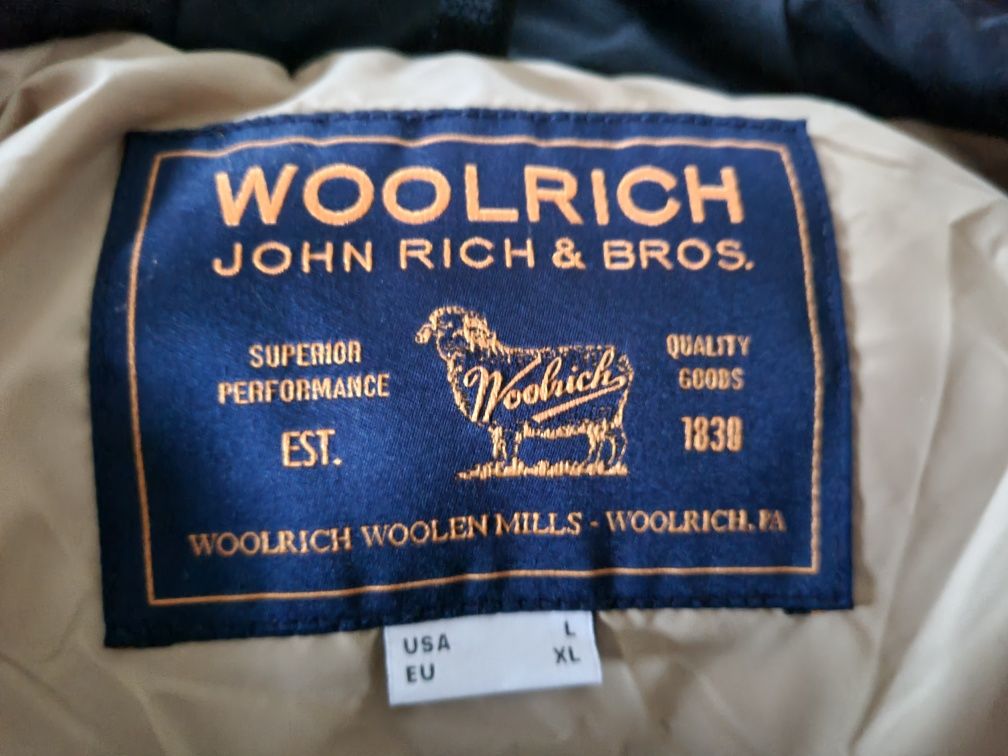 WOOLRICH
JOHN RICH & BROS.
SUPERIOR PERFORMANCE
EST.
Woolrich
QUALITY GOODS
1830
WOOLRICH WOOLEN MILLS - WOOLRICH, PA
USA L
EU XL